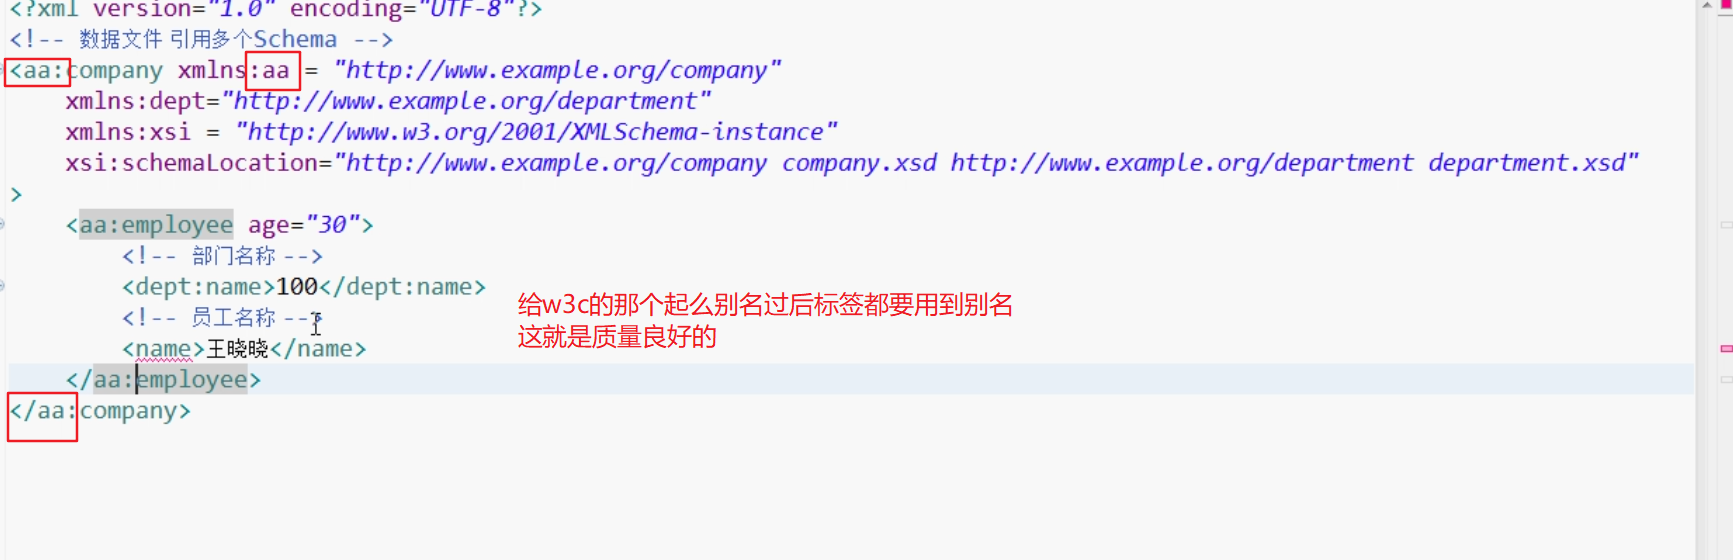 <?xml version="1.0" encoding="UTF-8"?>
<!-- 数据文件 引用多个Schema -->
<aa:company xmlns:aa = "http://www.example.org/company"
xmlns:dept="http://www.example.org/department"
xmlns:xsi = "http://www.w3.org/2001/XMLSchema-instance"
xsi:schemaLocation="http://www.example.org/company company.xsd http://www.example.org/department department.xsd"
>
<aa:employee age="30">
<!-- 部门名称 -->
<dept:name>100</dept:name>
<!-- 员工名称 -->
<name>王晓晓</name>
</aa:employee>
</aa:company>
给w3c的那个起么别名过后标签都要用到别名
这就是质量良好的